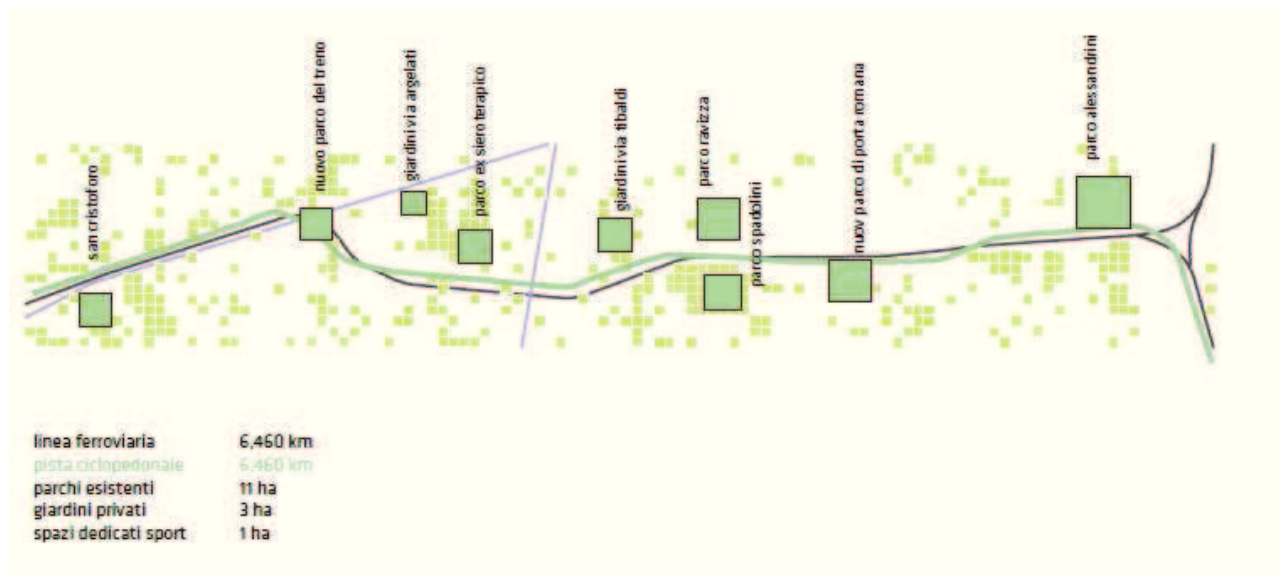 san cristoforo
nuovo parco del treno
giardini via argelati
parco ex sieroterapico
giardini via tibaldi
parco ravizza
parco spadolini
nuov parco di porta romana
parco alessandrini
linea ferroviaria 6,460 km
pista ciclopedonale 6,460 km
parchi esistenti 11 ha
giardini privati 3 ha
spazi dedicati sport 1 ha